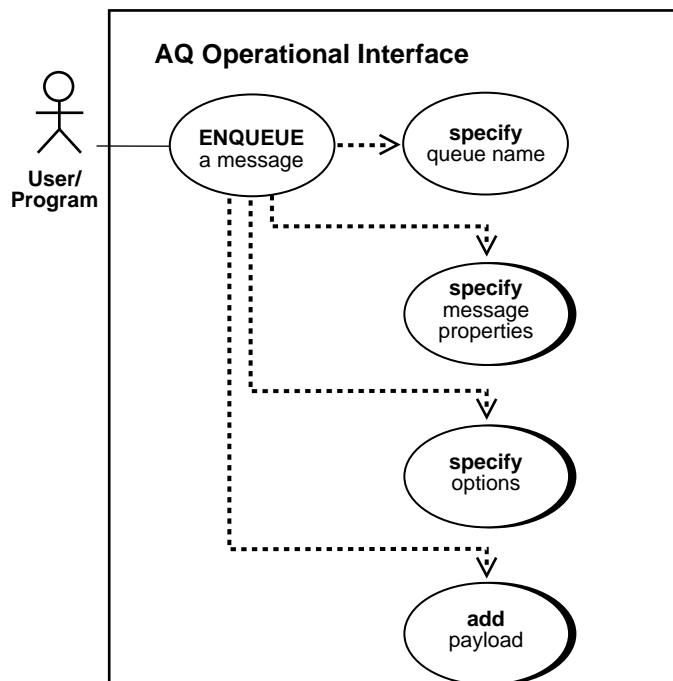 AQ Operational Interface
User/
Program
ENQUEUE
a message
specify
queue name
specify
message
properties
specify
options
add
payload